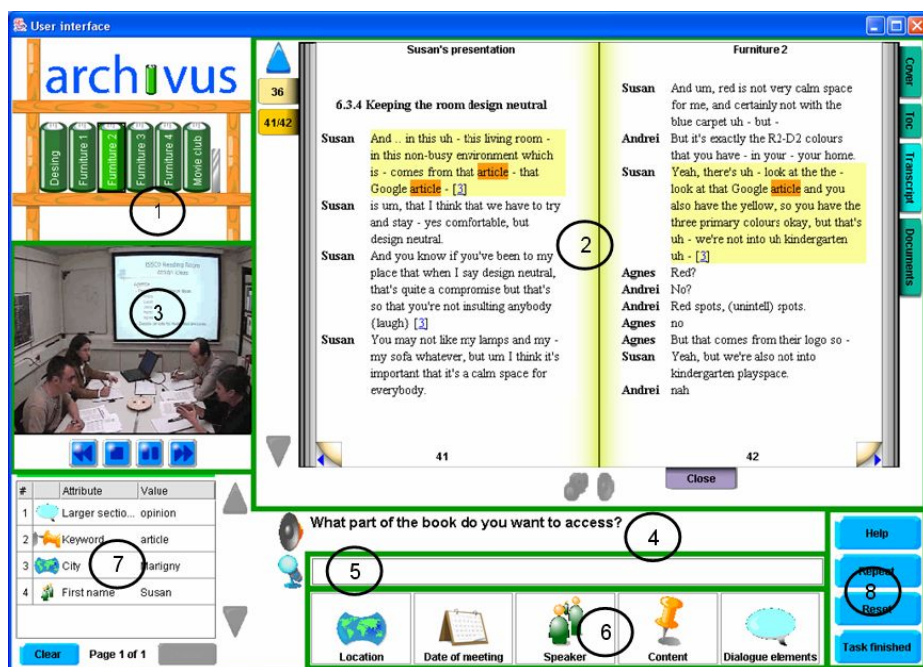 User interface
archivus
Desing
Furniture 1
Furniture 2
Furniture 3
Furniture 4
Movie club
1
3
36
41/42
Susan's presentation
6.3.4 Keeping the room design neutral
Susan And .. in this uh - this living room -
in this non-busy environment which
is - comes from that article - that
Google article - [3]
Susan is um, that I think that we have to try
and stay - yes comfortable, but
design neutral.
Susan And you know if you've been to my
place that when I say design neutral,
that's quite a compromise but that's
so that you're not insulting anybody
(laugh) [3]
Susan You may not like my lamps and my -
my sofa whatever, but um I think it's
important that it's a calm space for
everybody.
41
2
Furniture 2
Susan And um, red is not very calm space
for me, and certainly not with the
blue carpet uh - but -
Andrei But it's exactly the R2-D2 colours
that you have - in your - your home.
Susan Yeah, there's uh - look at the the -
look at that Google article and you
also have the yellow, so you have the
three primary colours okay, but that's
uh - we're not into uh kindergarten
uh - [3]
Agnes Red?
Andrei No?
Andrei Red spots, (unintell) spots.
Agnes no
Agnes But that comes from their logo so -
Susan Yeah, but we're also not into
kindergarten playspace.
Andrei nah
42
Cover
Toc
Transcript
Documents
Close
# Attribute Value
1 Larger sectio... opinion
2 Keyword article
3 City Martigny
4 First name Susan
7
Clear Page 1 of 1
What part of the book do you want to access?
4
5
6
Location Date of meeting Speaker Content Dialogue elements
Help
Repeat
8
Reset
Task finished